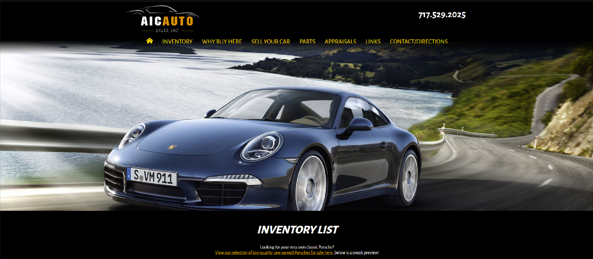 AICAUTO
SALES INC
717.529.2025
INVENTORY WHY BUY HERE SELL YOUR CAR PARTS APPRAISALS LINKS CONTACT/DIRECTIONS
S VM 911
INVENTORY LIST
Looking for your very own classic Porsche?
View our selection of top-quality, pre-owned Porsches for sale here, below is a sneak preview!